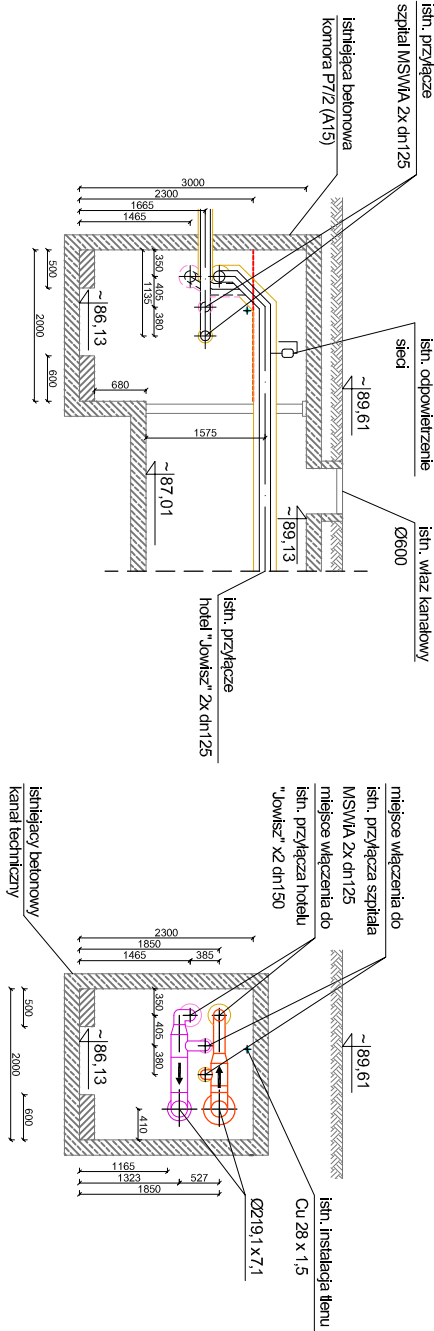 istn. przyłącze
szpital MSWiA 2x dn125
istn. odpowietrzenie
sieci
istn. właz kanałowy
Ø600
istniejąca betonowa
komora P7/2 (A15)
3000
2300
1665
1465
~89,61
~89,13
350
405
380
1135
500
2000
600
~86,13
680
1575
~87,01
istn. przyłącze
hotel "Jowisz" 2x dn125
miejsce włączenia do
istn. przyłącza szpitala
MSWiA 2x dn125
miejsce włączenia do
istn. przyłącza hotelu
"Jowisz" x2 dn150
istniejacy betonowy
kanał techniczny
2300
1850
1465
385
~89,61
350
405
380
500
2000
600
~86,13
410
1165
1323
527
1850
istn. instalacja tlenu
Cu 28 x 1,5
Ø219,1 x7,1